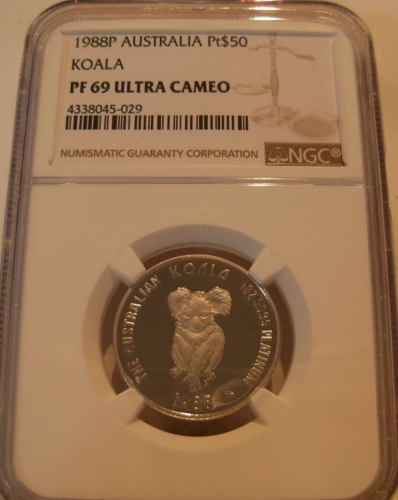 1988P AUSTRALIA Pt$50
KOALA
PF 69 ULTRA CAMEO
4338045-029
NUMISMATIC GUARANTY CORPORATION
NGC®
THE AUSTRALIAN KOALA
PLATINUM
1988